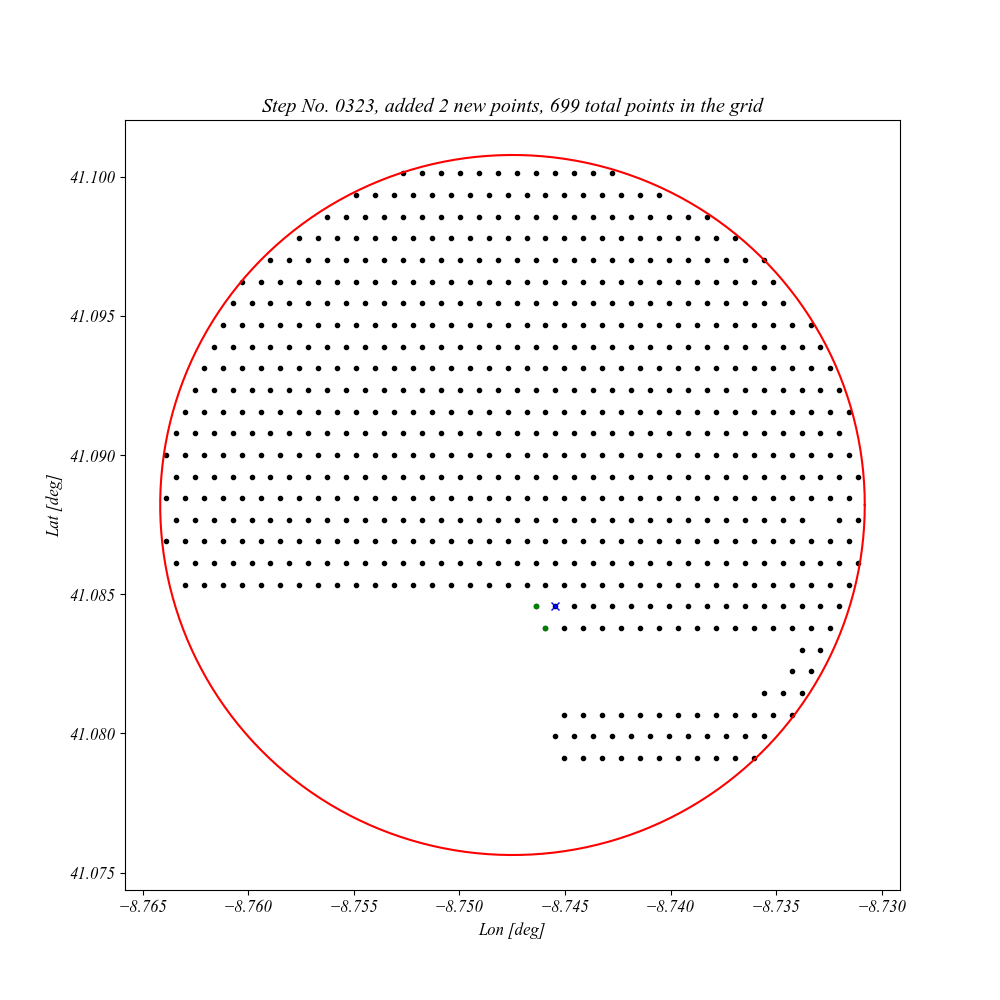 Step No. 0323, added 2 new points, 699 total points in the grid
41.100
41.095
41.090
41.085
41.080
41.075
Lat [deg]
−8.765 −8.760 −8.755 −8.750 −8.745 −8.740 −8.735 −8.730
Lon [deg]